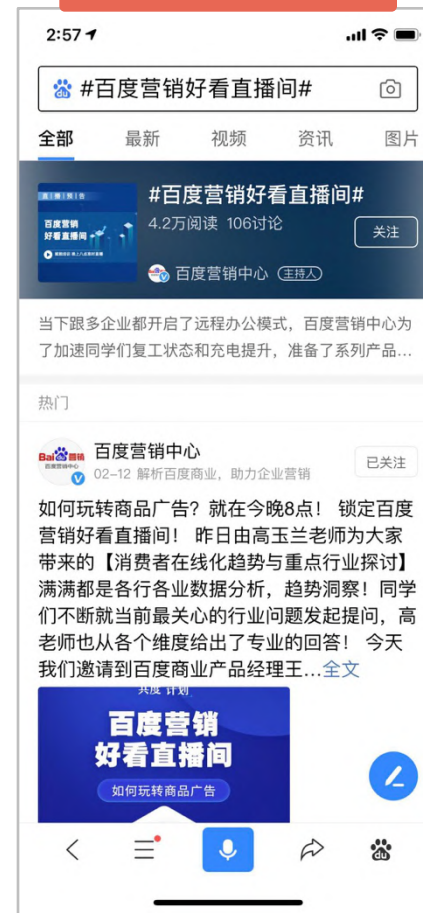 2:57
#百度营销好看直播间#
全部 最新 视频 资讯 图片
直播预告
百度营销
好看直播间
#百度营销好看直播间#
4.2万阅读 106讨论
关注
百度营销中心 主持人
当下跟多企业都开启了远程办公模式，百度营销中心为
了加速同学们复工状态和充电提升，准备了系列产品...
热门
Bai du 营销
百度营销中心
已关注
02-12 解析百度商业，助力企业营销
如何玩转商品广告？就在今晚8点！ 锁定百度
营销好看直播间！ 昨日由高玉兰老师为大家
带来的【消费者在线化趋势与重点行业探讨】
满满都是各行各业数据分析，趋势洞察！同学
们不断就当前最关心的行业问题发起提问，高
老师也从各个维度给出了专业的回答！ 今天
我们邀请到百度商业产品经理王...全文
共度 计划
百度营销
好看直播间
如何玩转商品广告